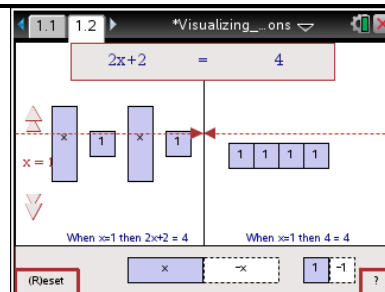 1.1 1.2 *Visualizing_...ons
2x+2 = 4
x 1 x 1
1 1 1 1
x = 1
When x=1 then 2x+2 = 4 When x=1 then 4 = 4
(R)eset x -x 1 -1 ?